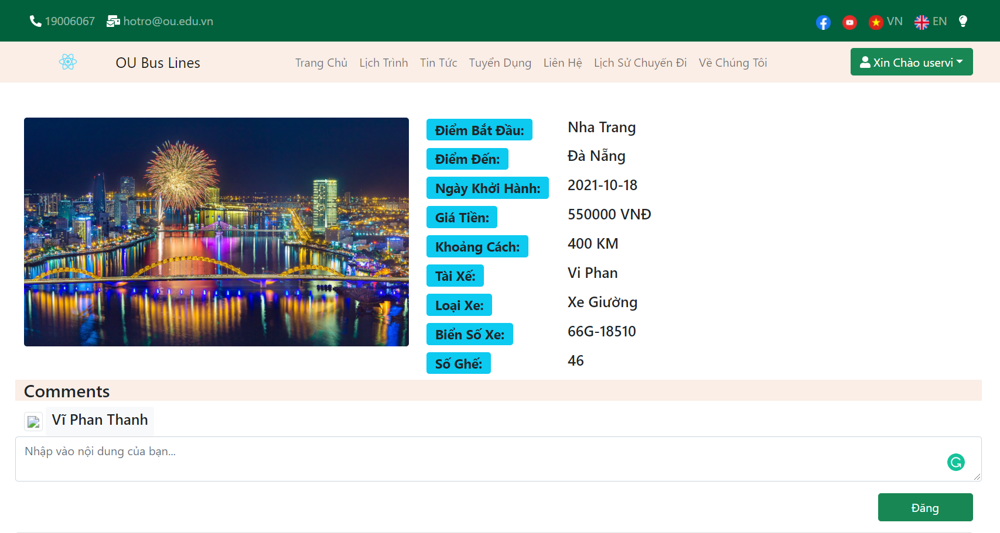 19006067 hotro@ou.edu.vn VN EN
OU Bus Lines Trang Chủ Lịch Trình Tin Tức Tuyển Dụng Liên Hệ Lịch Sử Chuyến Đi Về Chúng Tôi Xin Chào uservi
Điểm Bắt Đầu: Nha Trang
Điểm Đến: Đà Nẵng
Ngày Khởi Hành: 2021-10-18
Giá Tiền: 550000 VNĐ
Khoảng Cách: 400 KM
Tài Xế: Vi Phan
Loại Xe: Xe Giường
Biển Số Xe: 66G-18510
Số Ghế: 46
Comments
Vĩ Phan Thanh
Nhập vào nội dung của bạn...
Đăng